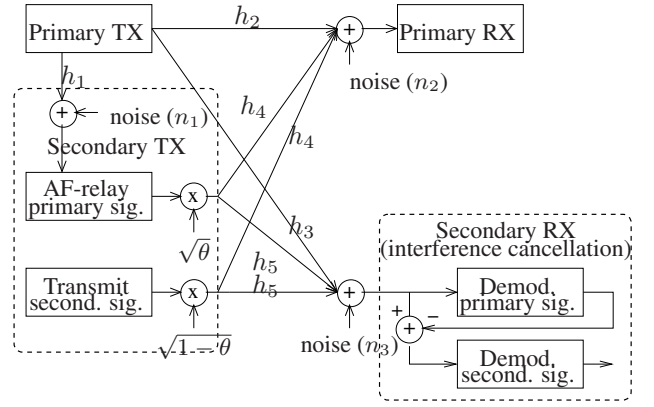 Primary TX
h₂
+
Primary RX
h₁
noise (n₂)
+
noise (n₁)
h₄
Secondary TX
h₄
AF-relay
primary sig.
x
√θ
h₃
Secondary RX
(interference cancellation)
h₅
Transmit
second. sig.
x
h₅
+
Demod.
primary sig.
+
−
+
√1 − θ
noise (n₃)
Demod.
second. sig.